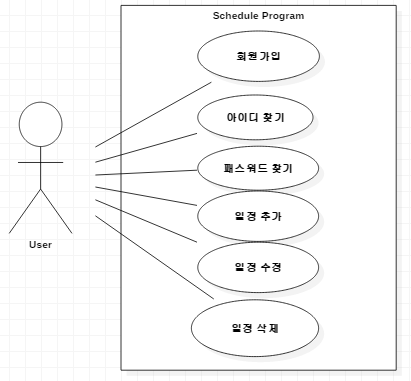 Schedule Program
회원가입
아이디 찾기
패스워드 찾기
일정 추가
일정 수정
일정 삭제
User